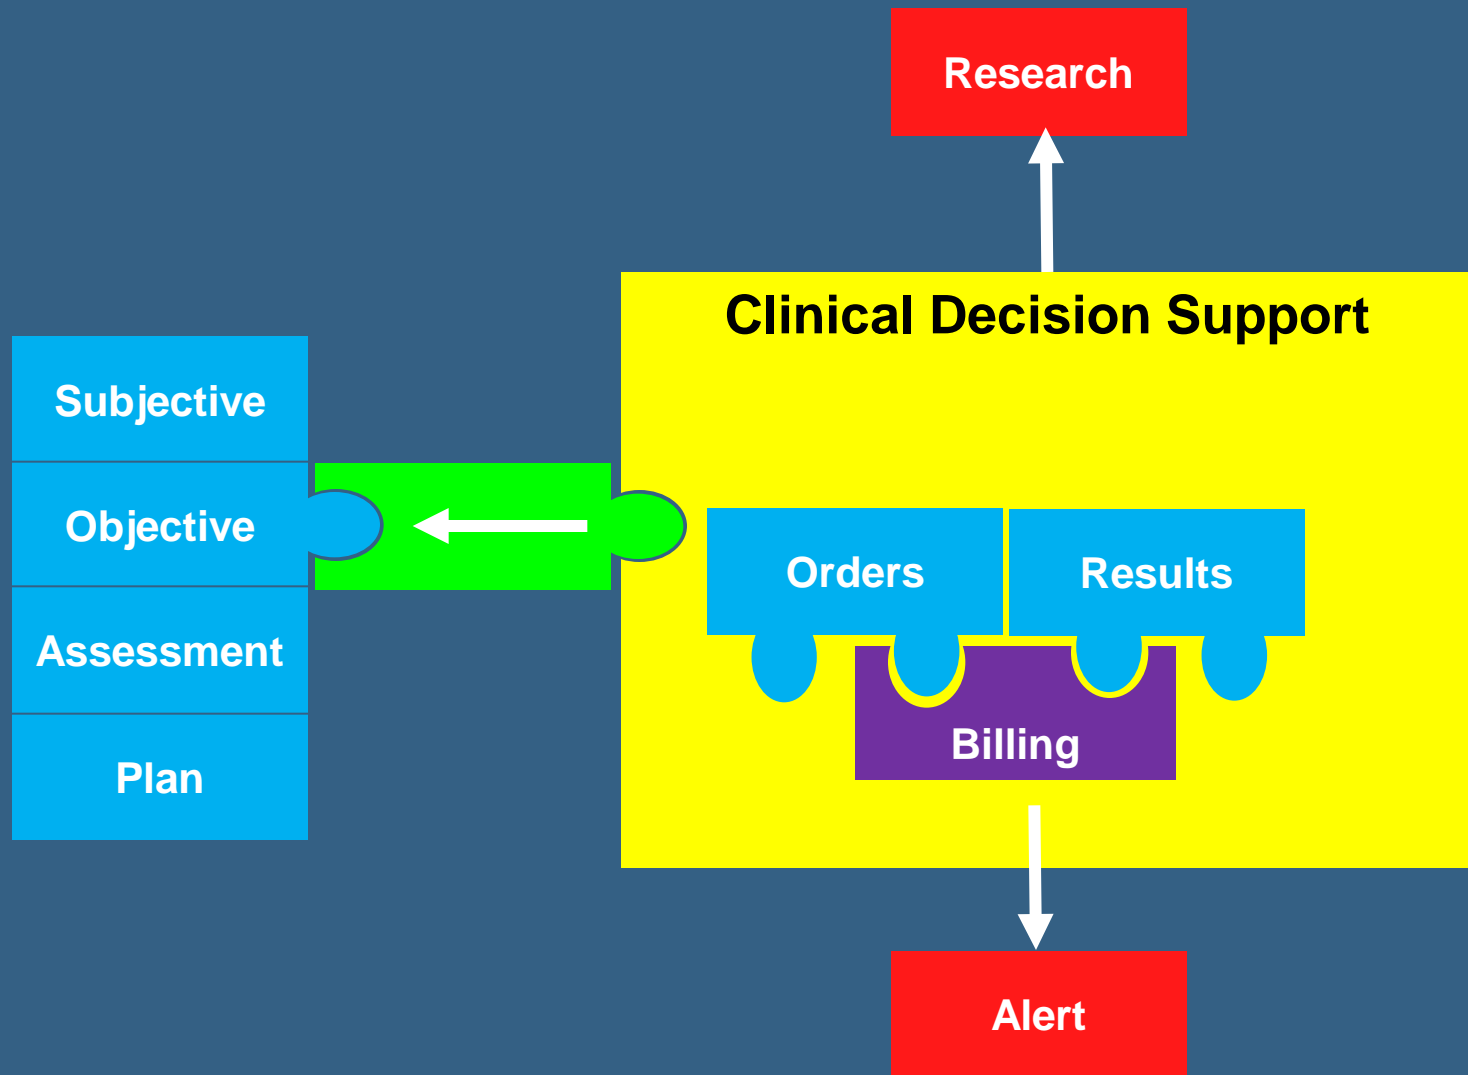 Research
Clinical Decision Support
Subjective
Objective
Assessment
Plan
Orders
Results
Billing
Alert